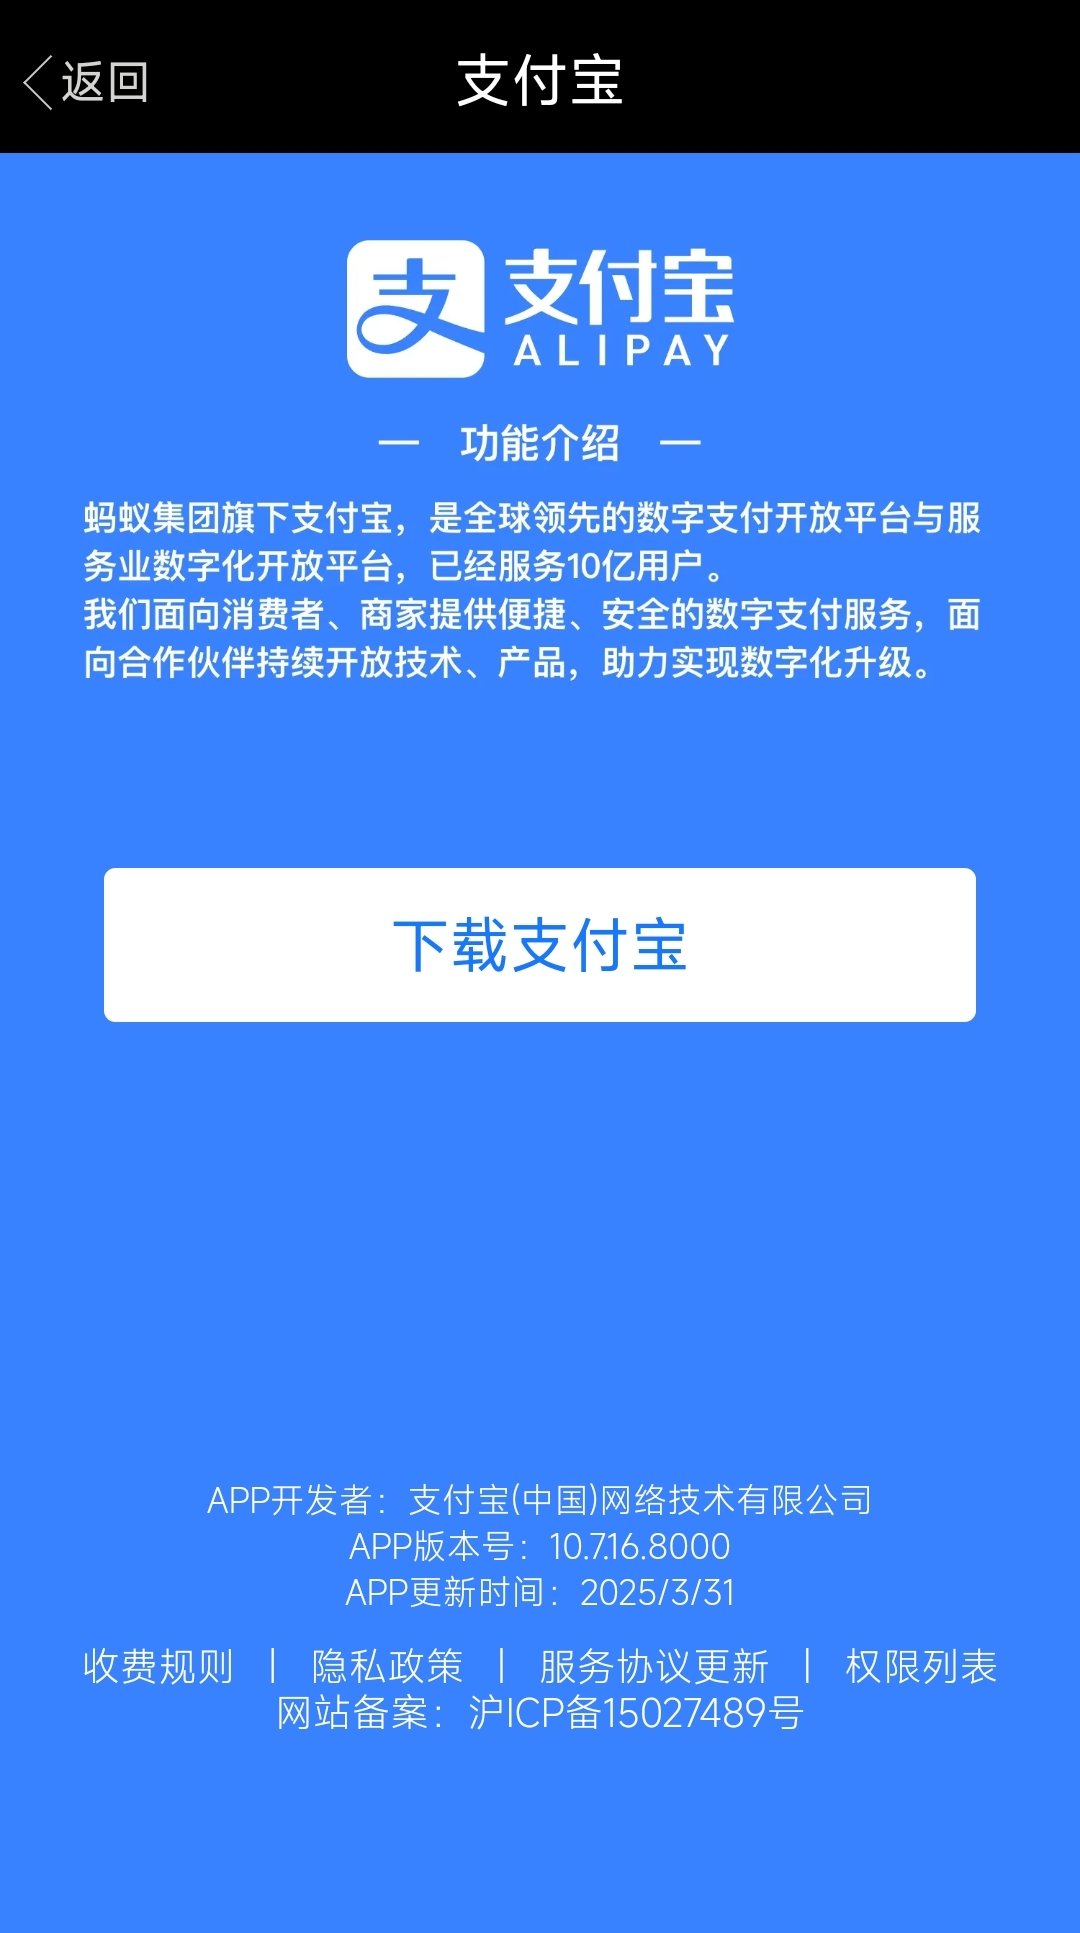 返回
支付宝
支 支付宝
ALIPAY
— 功能介绍 —
蚂蚁集团旗下支付宝，是全球领先的数字支付开放平台与服
务业数字化开放平台，已经服务10亿用户。
我们面向消费者、商家提供便捷、安全的数字支付服务，面
向合作伙伴持续开放技术、产品，助力实现数字化升级。
下载支付宝
APP开发者：支付宝(中国)网络技术有限公司
APP版本号：10.7.16.8000
APP更新时间：2025/3/31
收费规则 | 隐私政策 | 服务协议更新 | 权限列表
网站备案：沪ICP备15027489号